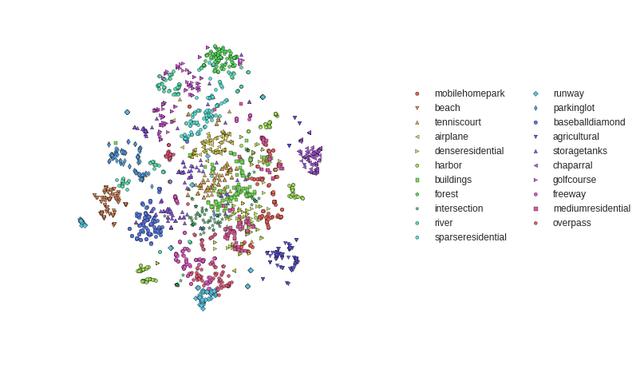 mobilehomepark
beach
tenniscourt
airplane
denseresidential
harbor
buildings
forest
intersection
river
sparseresidential
runway
parkinglot
baseballdiamond
agricultural
storagetanks
chaparral
golfcourse
freeway
mediumresidential
overpass